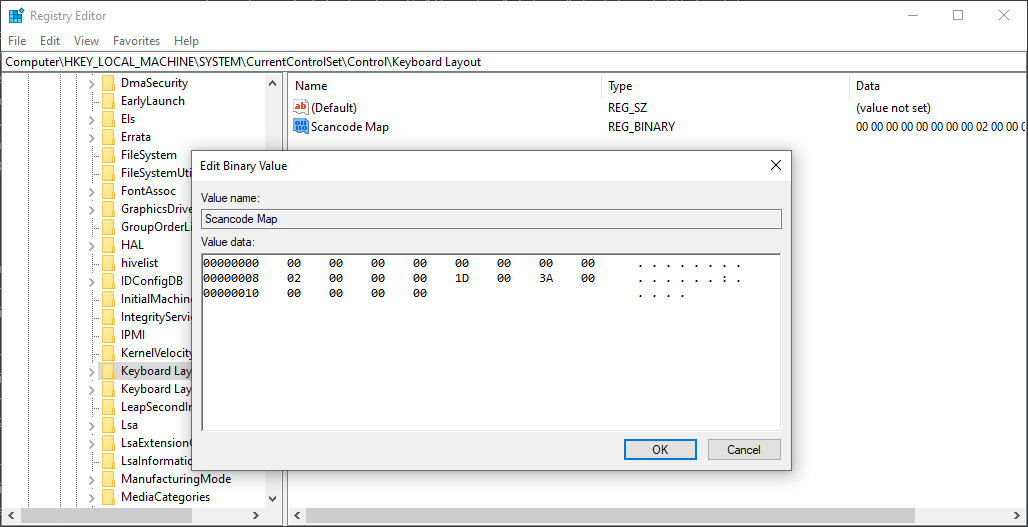 Registry Editor
File Edit View Favorites Help
Computer\HKEY_LOCAL_MACHINE\SYSTEM\CurrentControlSet\Control\Keyboard Layout
DmaSecurity
EarlyLaunch
Els
Errata
FileSystem
FileSystemUti
FontAssoc
GraphicsDrive
GroupOrderLi
HAL
hivelist
IDConfigDB
InitialMachin
IntegrityServi
IPMI
KernelVelocity
Keyboard Lay
Keyboard Lay
LeapSecondIn
Lsa
LsaExtensionC
LsaInformatic
ManufacturingMode
MediaCategories
Name Type Data
ab (Default) REG_SZ (value not set)
Scancode Map REG_BINARY 00 00 00 00 00 00 00 00 02 00 00 0
Edit Binary Value
Value name:
Scancode Map
Value data:
00000000 00 00 00 00 00 00 00 00 . . . . . . . .
00000008 02 00 00 00 1D 00 3A 00 . . . . . . : .
00000010 00 00 00 00 . . . .
OK Cancel